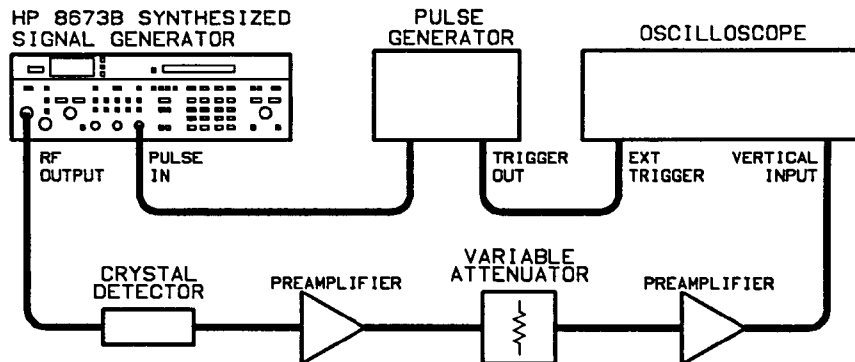 HP 8673B SYNTHESIZED
SIGNAL GENERATOR
PULSE
GENERATOR
OSCILLOSCOPE
RF
OUTPUT
PULSE
IN
TRIGGER
OUT
EXT
TRIGGER
VERTICAL
INPUT
CRYSTAL
DETECTOR
PREAMPLIFIER
VARIABLE
ATTENUATOR
PREAMPLIFIER